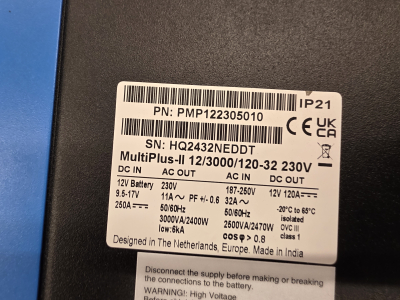 IP21
PN: PMP122305010
CE UK CA
SN: HQ2432NEDDT
MultiPlus-II 12/3000/120-32 230V
DC IN AC OUT AC IN DC OUT
12V Battery 230V 187-250V 12V 120A
9.5-17V 11A~ PF +/- 0.6 32A~ -20°C to 65°C
250A 50/60Hz 50/60Hz isolated
3000VA/2400W 2500VA/2470W OVC III
Icw:6kA cos φ > 0.8 class 1
Designed in The Netherlands, Europe. Made in India
Disconnect the supply before making or breaking
the connections to the battery.
WARNING!: High Voltage